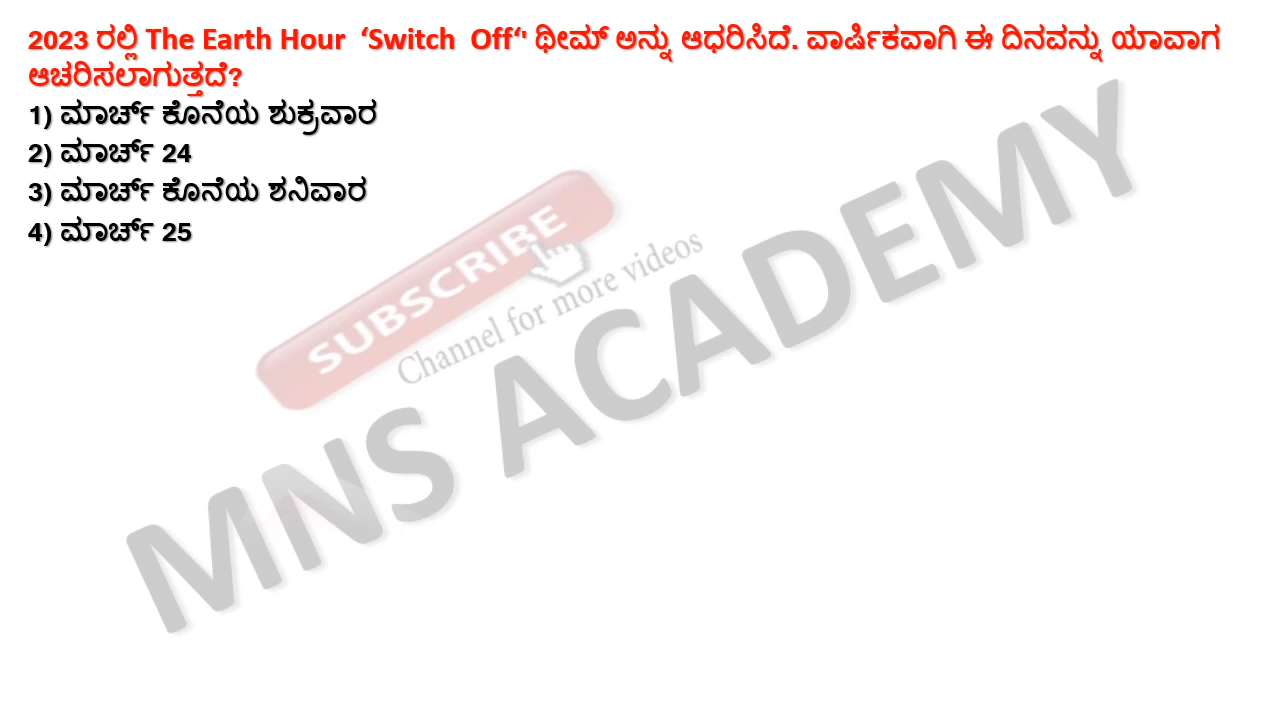 2023 ರಲ್ಲಿ The Earth Hour ‘Switch Off‘' ಥೀಮ್ ಅನ್ನು ಆಧರಿಸಿದೆ. ವಾರ್ಷಿಕವಾಗಿ ಈ ದಿನವನ್ನು ಯಾವಾಗ
ಆಚರಿಸಲಾಗುತ್ತದೆ?
1) ಮಾರ್ಚ್ ಕೊನೆಯ ಶುಕ್ರವಾರ
2) ಮಾರ್ಚ್ 24
3) ಮಾರ್ಚ್ ಕೊನೆಯ ಶನಿವಾರ
4) ಮಾರ್ಚ್ 25
SUBSCRIBE
Channel for more videos
MNS ACADEMY